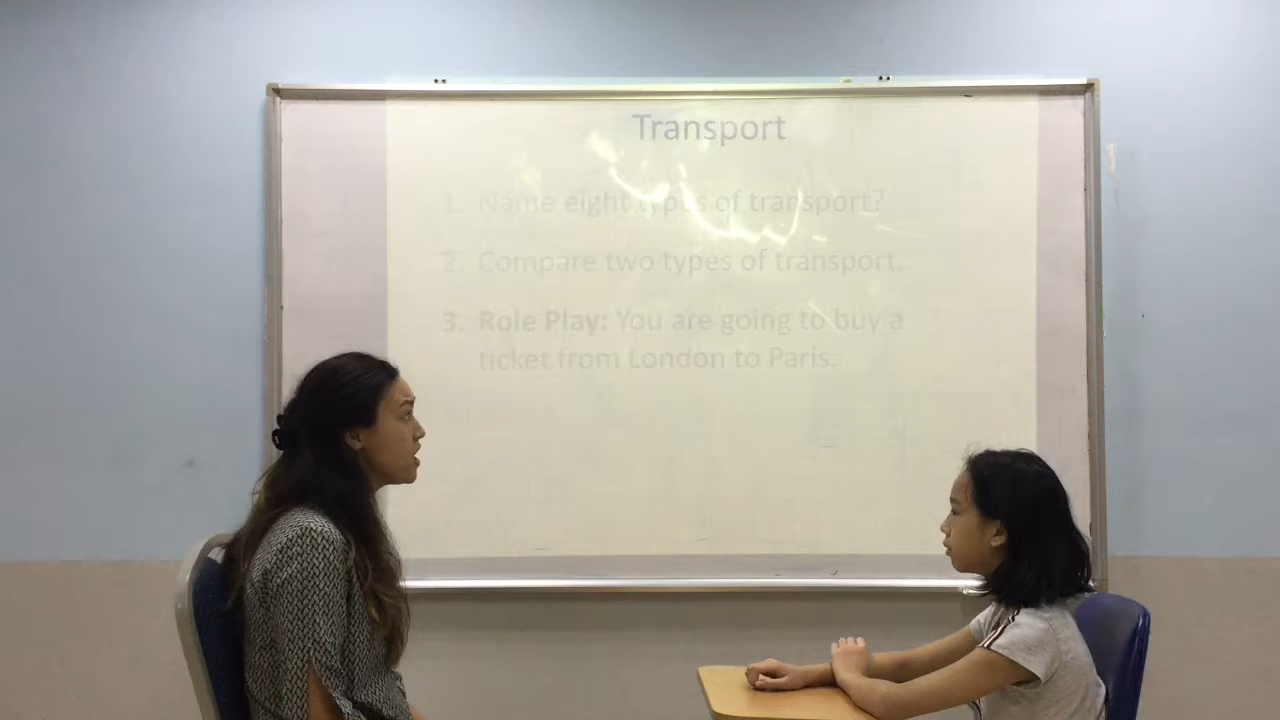 Transport
1. Name eight types of transport?
2. Compare two types of transport.
3. Role Play: You are going to buy a
ticket from London to Paris.